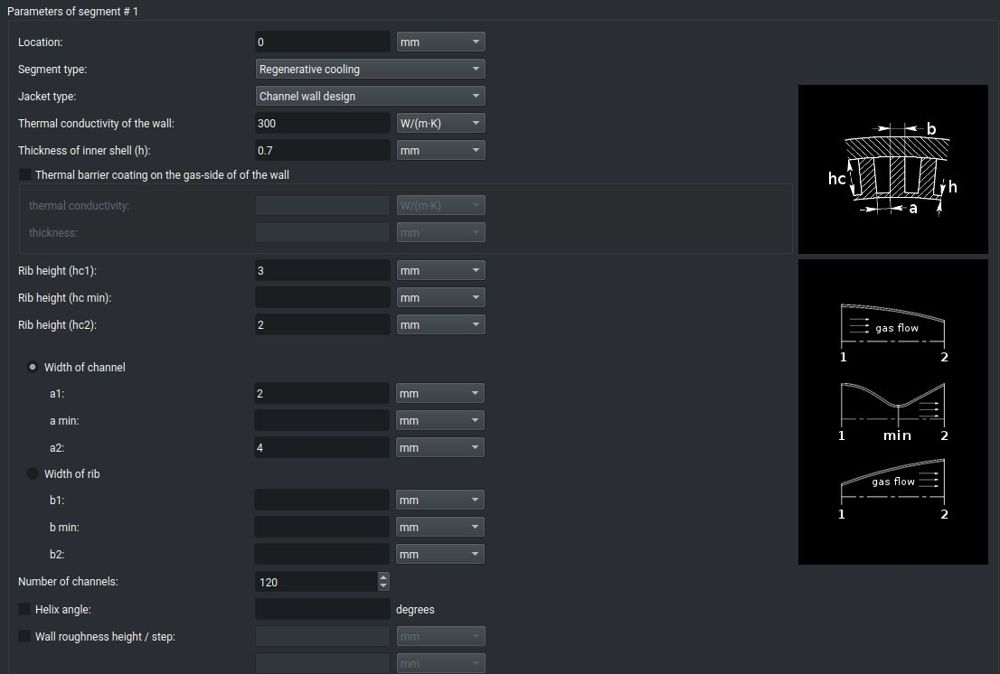 Parameters of segment # 1
Location: 0 mm
Segment type: Regenerative cooling
Jacket type: Channel wall design
Thermal conductivity of the wall: 300 W/(m·K)
Thickness of inner shell (h): 0.7 mm
Thermal barrier coating on the gas-side of of the wall
thermal conductivity: W/(m·K)
thickness: mm
Rib height (hc1): 3 mm
Rib height (hc min): mm
Rib height (hc2): 2 mm
Width of channel
a1: 2 mm
a min: mm
a2: 4 mm
Width of rib
b1: mm
b min: mm
b2: mm
Number of channels: 120
Helix angle: degrees
Wall roughness height / step: mm
mm
b
hc
h
a
gas flow
1 2
1 min 2
gas flow
1 2